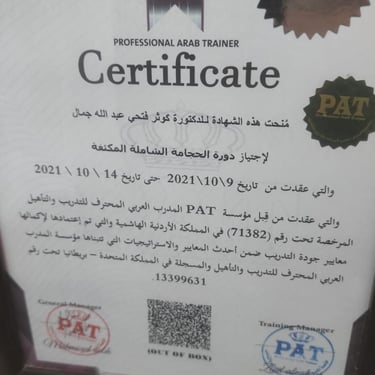 PROFESSIONAL ARAB TRAINER
Certificate
PAT
مُنحت هذه الشهادة للدكتورة كوثر فتحي عبد الله جمال
لإجتياز دورة الحجامة الشاملة المكثفة
والتي عقدت من تاريخ 9\10\2021 حتى تاريخ 14 \ 10 \ 2021
والتي عقدت من قِبل مؤسسة PAT المدرب العربي المحترف للتدريب والتأهيل
المرخصة تحت رقم (71382) في المملكة الأردنية الهاشمية والتي تم إعتمادها لإكمالها
معايير جودة التدريب ضمن أحدث المعايير والاستراتيجيات التي تتبناها مؤسسة المدرب
العربي المحترف للتدريب والتأهيل والمسجلة في المملكة المتحدة – بريطانيا تحت رقم
13399631.
General Manager
Training Manager
PAT
(OUT OF BOX)
PAT